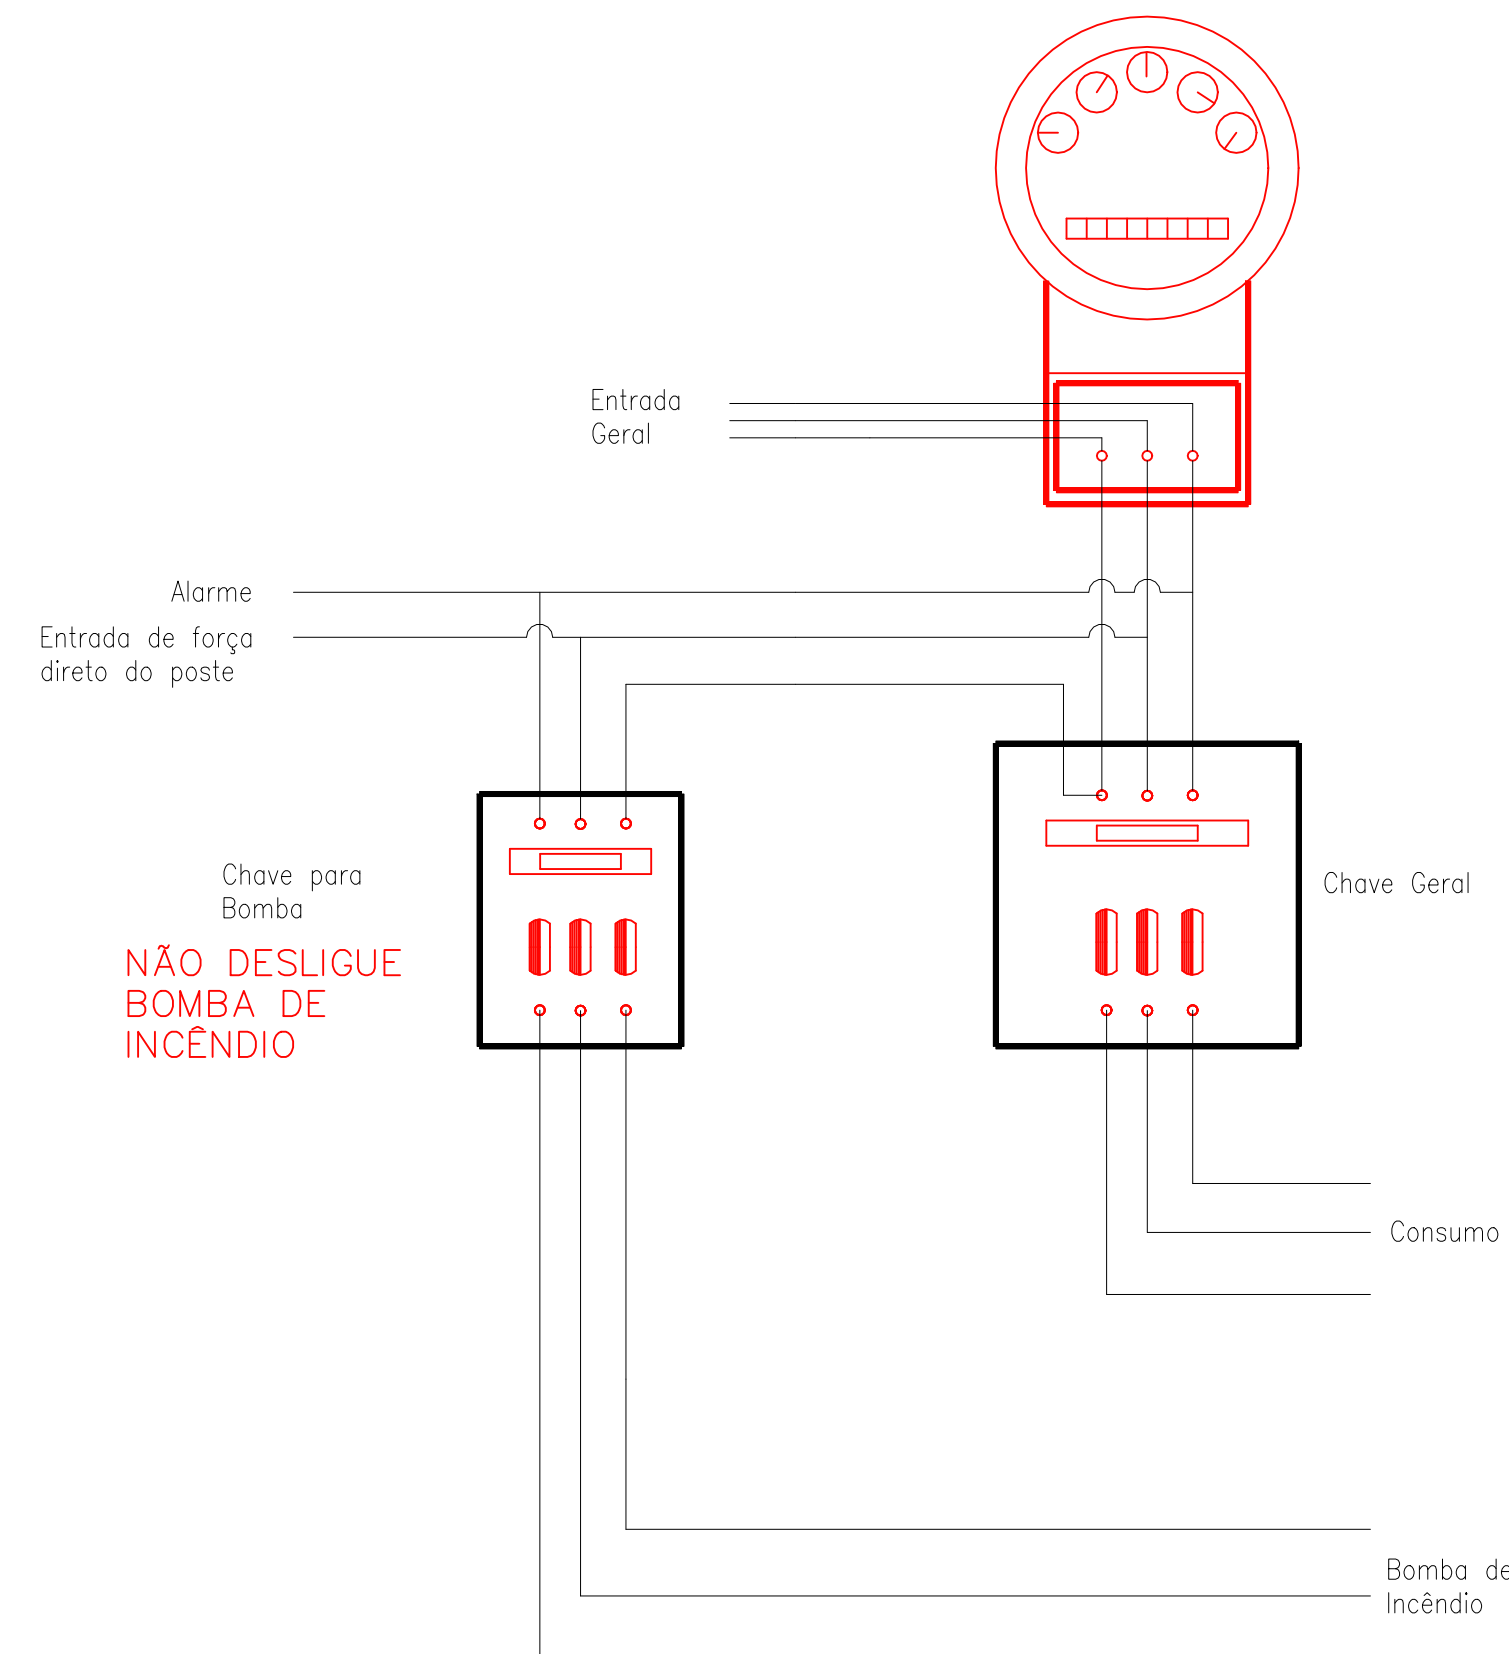 Entrada
Geral
Alarme
Entrada de força
direto do poste
Chave para
Bomba
NÃO DESLIGUE
BOMBA DE
INCÊNDIO
Chave Geral
Consumo
Bomba de
Incêndio